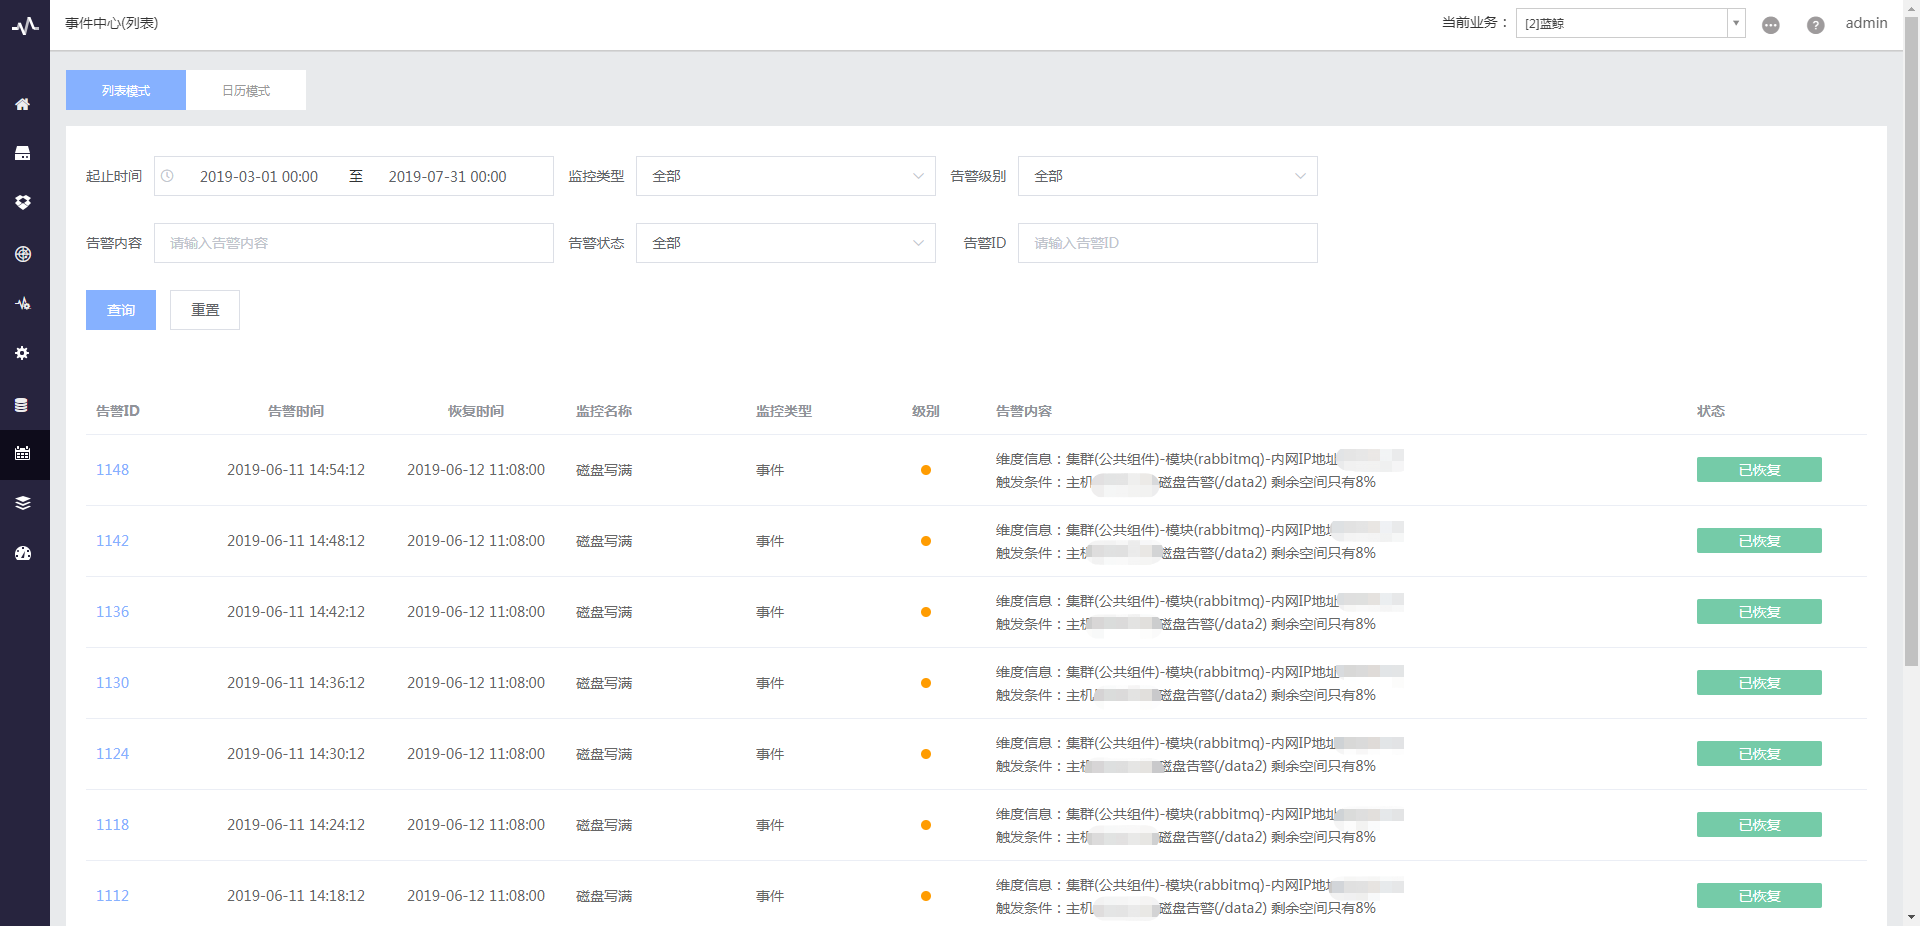 事件中心(列表)
当前业务：
[2]蓝鲸
admin
列表模式
日历模式
起止时间
2019-03-01 00:00 至 2019-07-31 00:00
监控类型
全部
告警级别
全部
告警内容
请输入告警内容
告警状态
全部
告警ID
请输入告警ID
查询
重置
告警ID 告警时间 恢复时间 监控名称 监控类型 级别 告警内容 状态
1148 2019-06-11 14:54:12 2019-06-12 11:08:00 磁盘写满 事件
维度信息：集群(公共组件)-模块(rabbitmq)-内网IP地址
触发条件：主机 磁盘告警(/data2) 剩余空间只有8%
已恢复
1142 2019-06-11 14:48:12 2019-06-12 11:08:00 磁盘写满 事件
维度信息：集群(公共组件)-模块(rabbitmq)-内网IP地址
触发条件：主机 磁盘告警(/data2) 剩余空间只有8%
已恢复
1136 2019-06-11 14:42:12 2019-06-12 11:08:00 磁盘写满 事件
维度信息：集群(公共组件)-模块(rabbitmq)-内网IP地址
触发条件：主机 磁盘告警(/data2) 剩余空间只有8%
已恢复
1130 2019-06-11 14:36:12 2019-06-12 11:08:00 磁盘写满 事件
维度信息：集群(公共组件)-模块(rabbitmq)-内网IP地址
触发条件：主机 磁盘告警(/data2) 剩余空间只有8%
已恢复
1124 2019-06-11 14:30:12 2019-06-12 11:08:00 磁盘写满 事件
维度信息：集群(公共组件)-模块(rabbitmq)-内网IP地址
触发条件：主机 磁盘告警(/data2) 剩余空间只有8%
已恢复
1118 2019-06-11 14:24:12 2019-06-12 11:08:00 磁盘写满 事件
维度信息：集群(公共组件)-模块(rabbitmq)-内网IP地址
触发条件：主机 磁盘告警(/data2) 剩余空间只有8%
已恢复
1112 2019-06-11 14:18:12 2019-06-12 11:08:00 磁盘写满 事件
维度信息：集群(公共组件)-模块(rabbitmq)-内网IP地址
触发条件：主机 磁盘告警(/data2) 剩余空间只有8%
已恢复